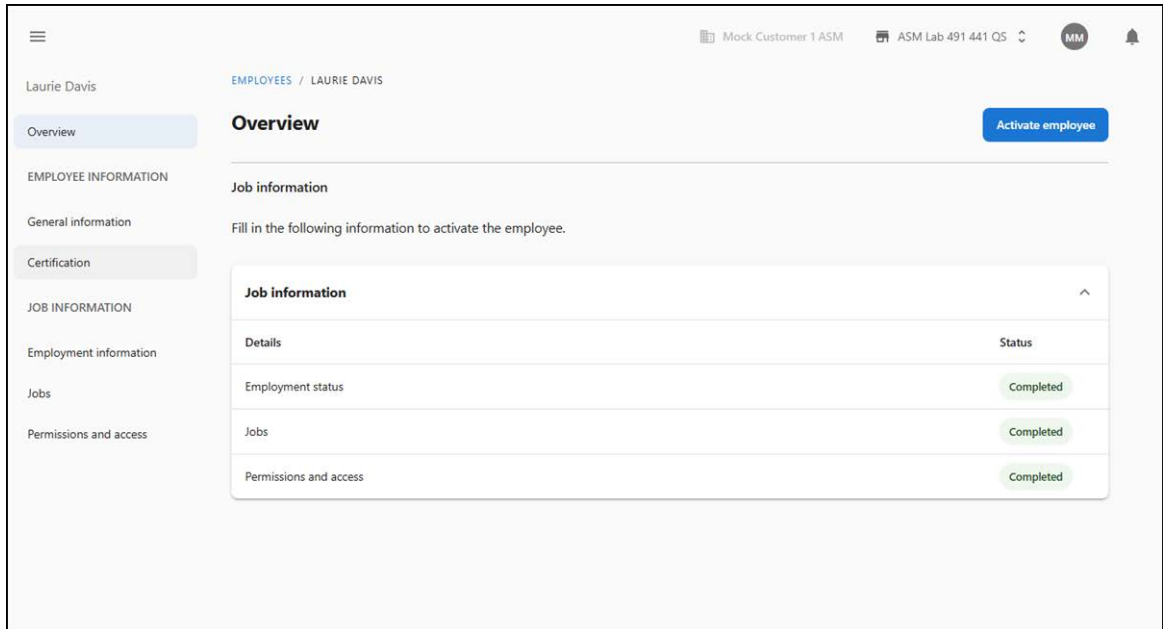 Mock Customer 1 ASM
ASM Lab 491 441 QS
MM
Laurie Davis
Overview
EMPLOYEE INFORMATION
General information
Certification
JOB INFORMATION
Employment information
Jobs
Permissions and access
EMPLOYEES / LAURIE DAVIS
Overview
Activate employee
Job information
Fill in the following information to activate the employee.
Job information
Details Status
Employment status Completed
Jobs Completed
Permissions and access Completed